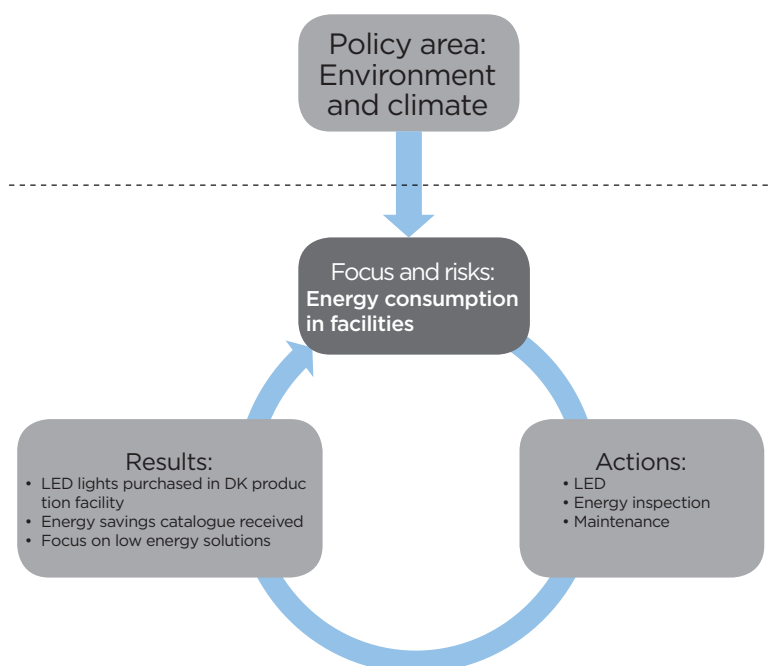 Policy area:
Environment
and climate
Focus and risks:
Energy consumption
in facilities
Results:
• LED lights purchased in DK produc
tion facility
• Energy savings catalogue received
• Focus on low energy solutions
Actions:
• LED
• Energy inspection
• Maintenance